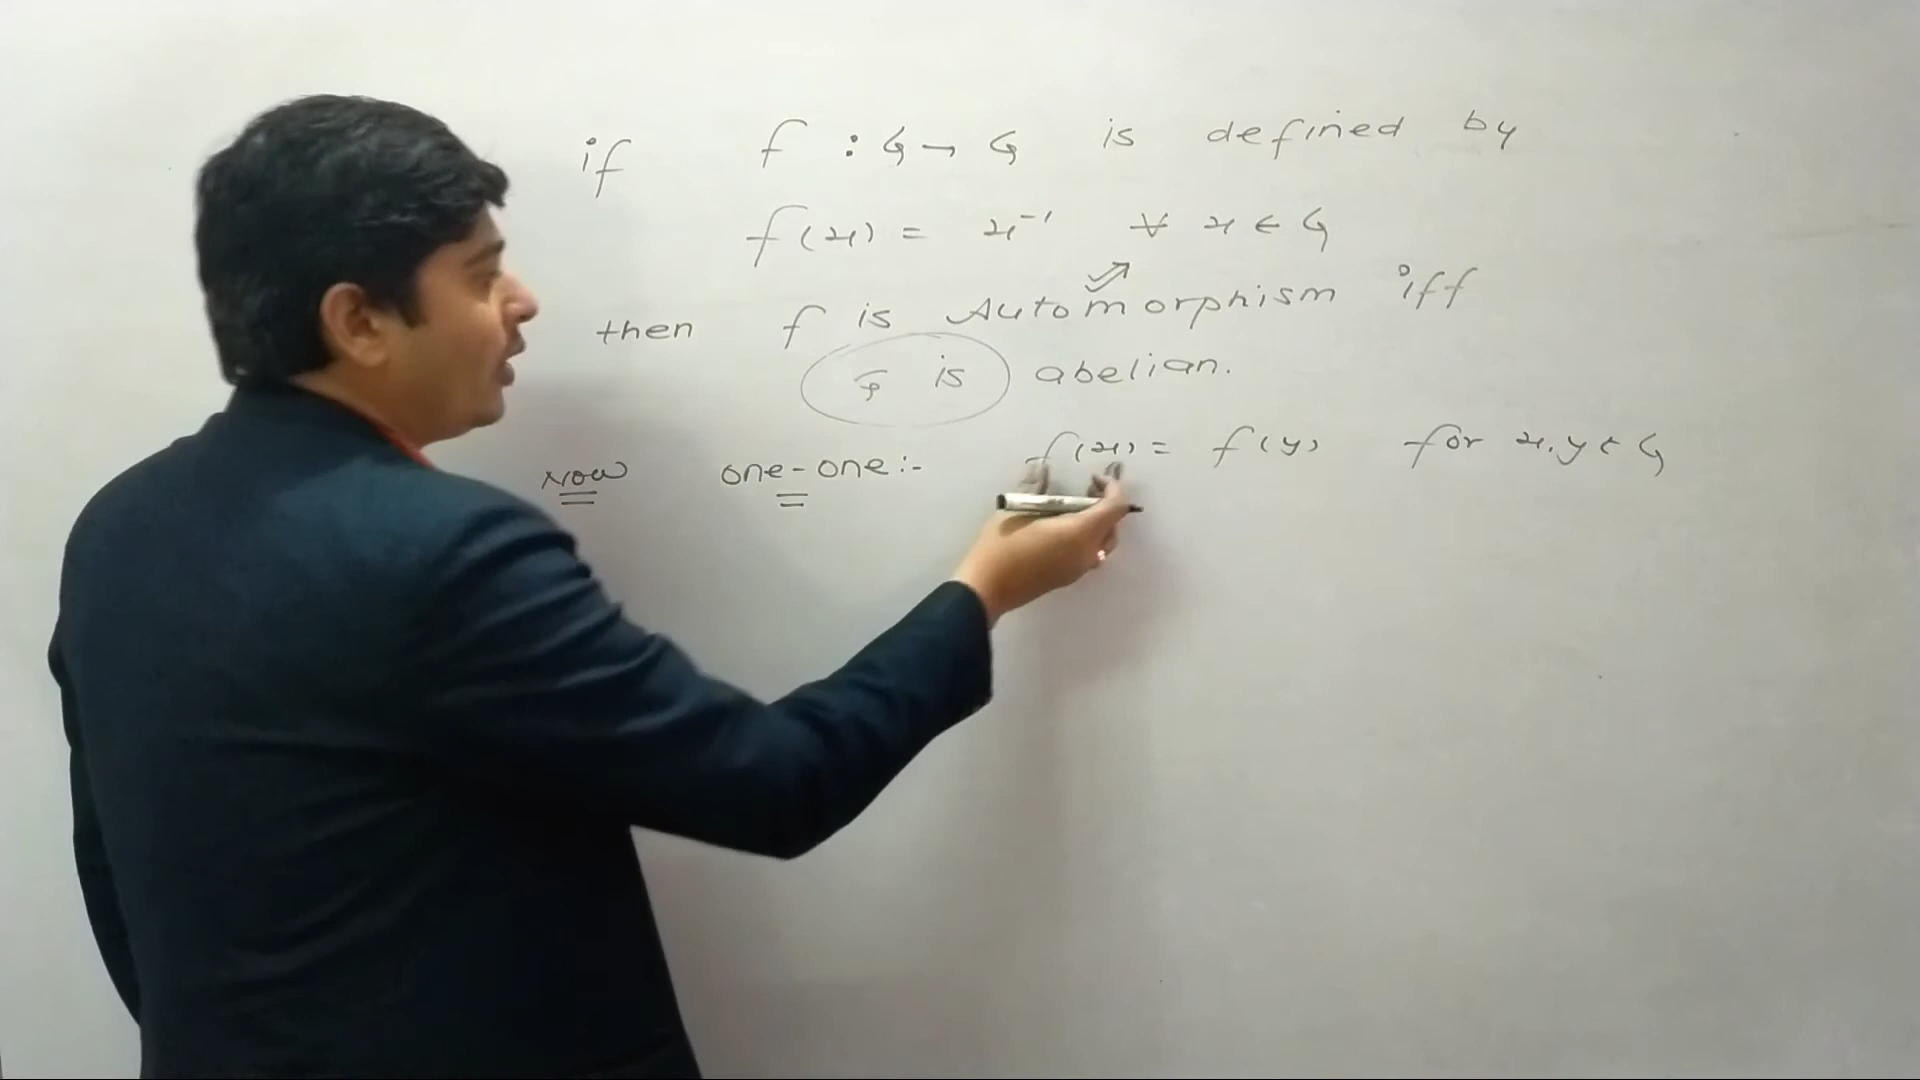 if f : G → G is defined by
f(x) = x⁻¹ ∀ x ∈ G
then f is Automorphism iff
G is abelian.
Now one-one :- f(x) = f(y) for x, y ∈ G